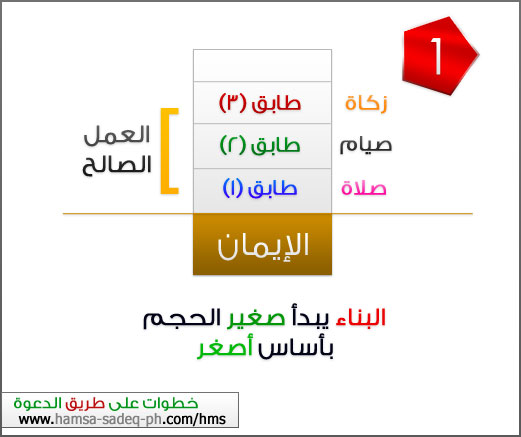 1
زكاة طابق (٣)
صيام طابق (٢)
صلاة طابق (١)
العمل
الصالح
الإيمان
البناء يبدأ صغير الحجم
بأساس أصغر
خطوات على طريق الدعوة
www.hamsa-sadeq-ph.com/hms